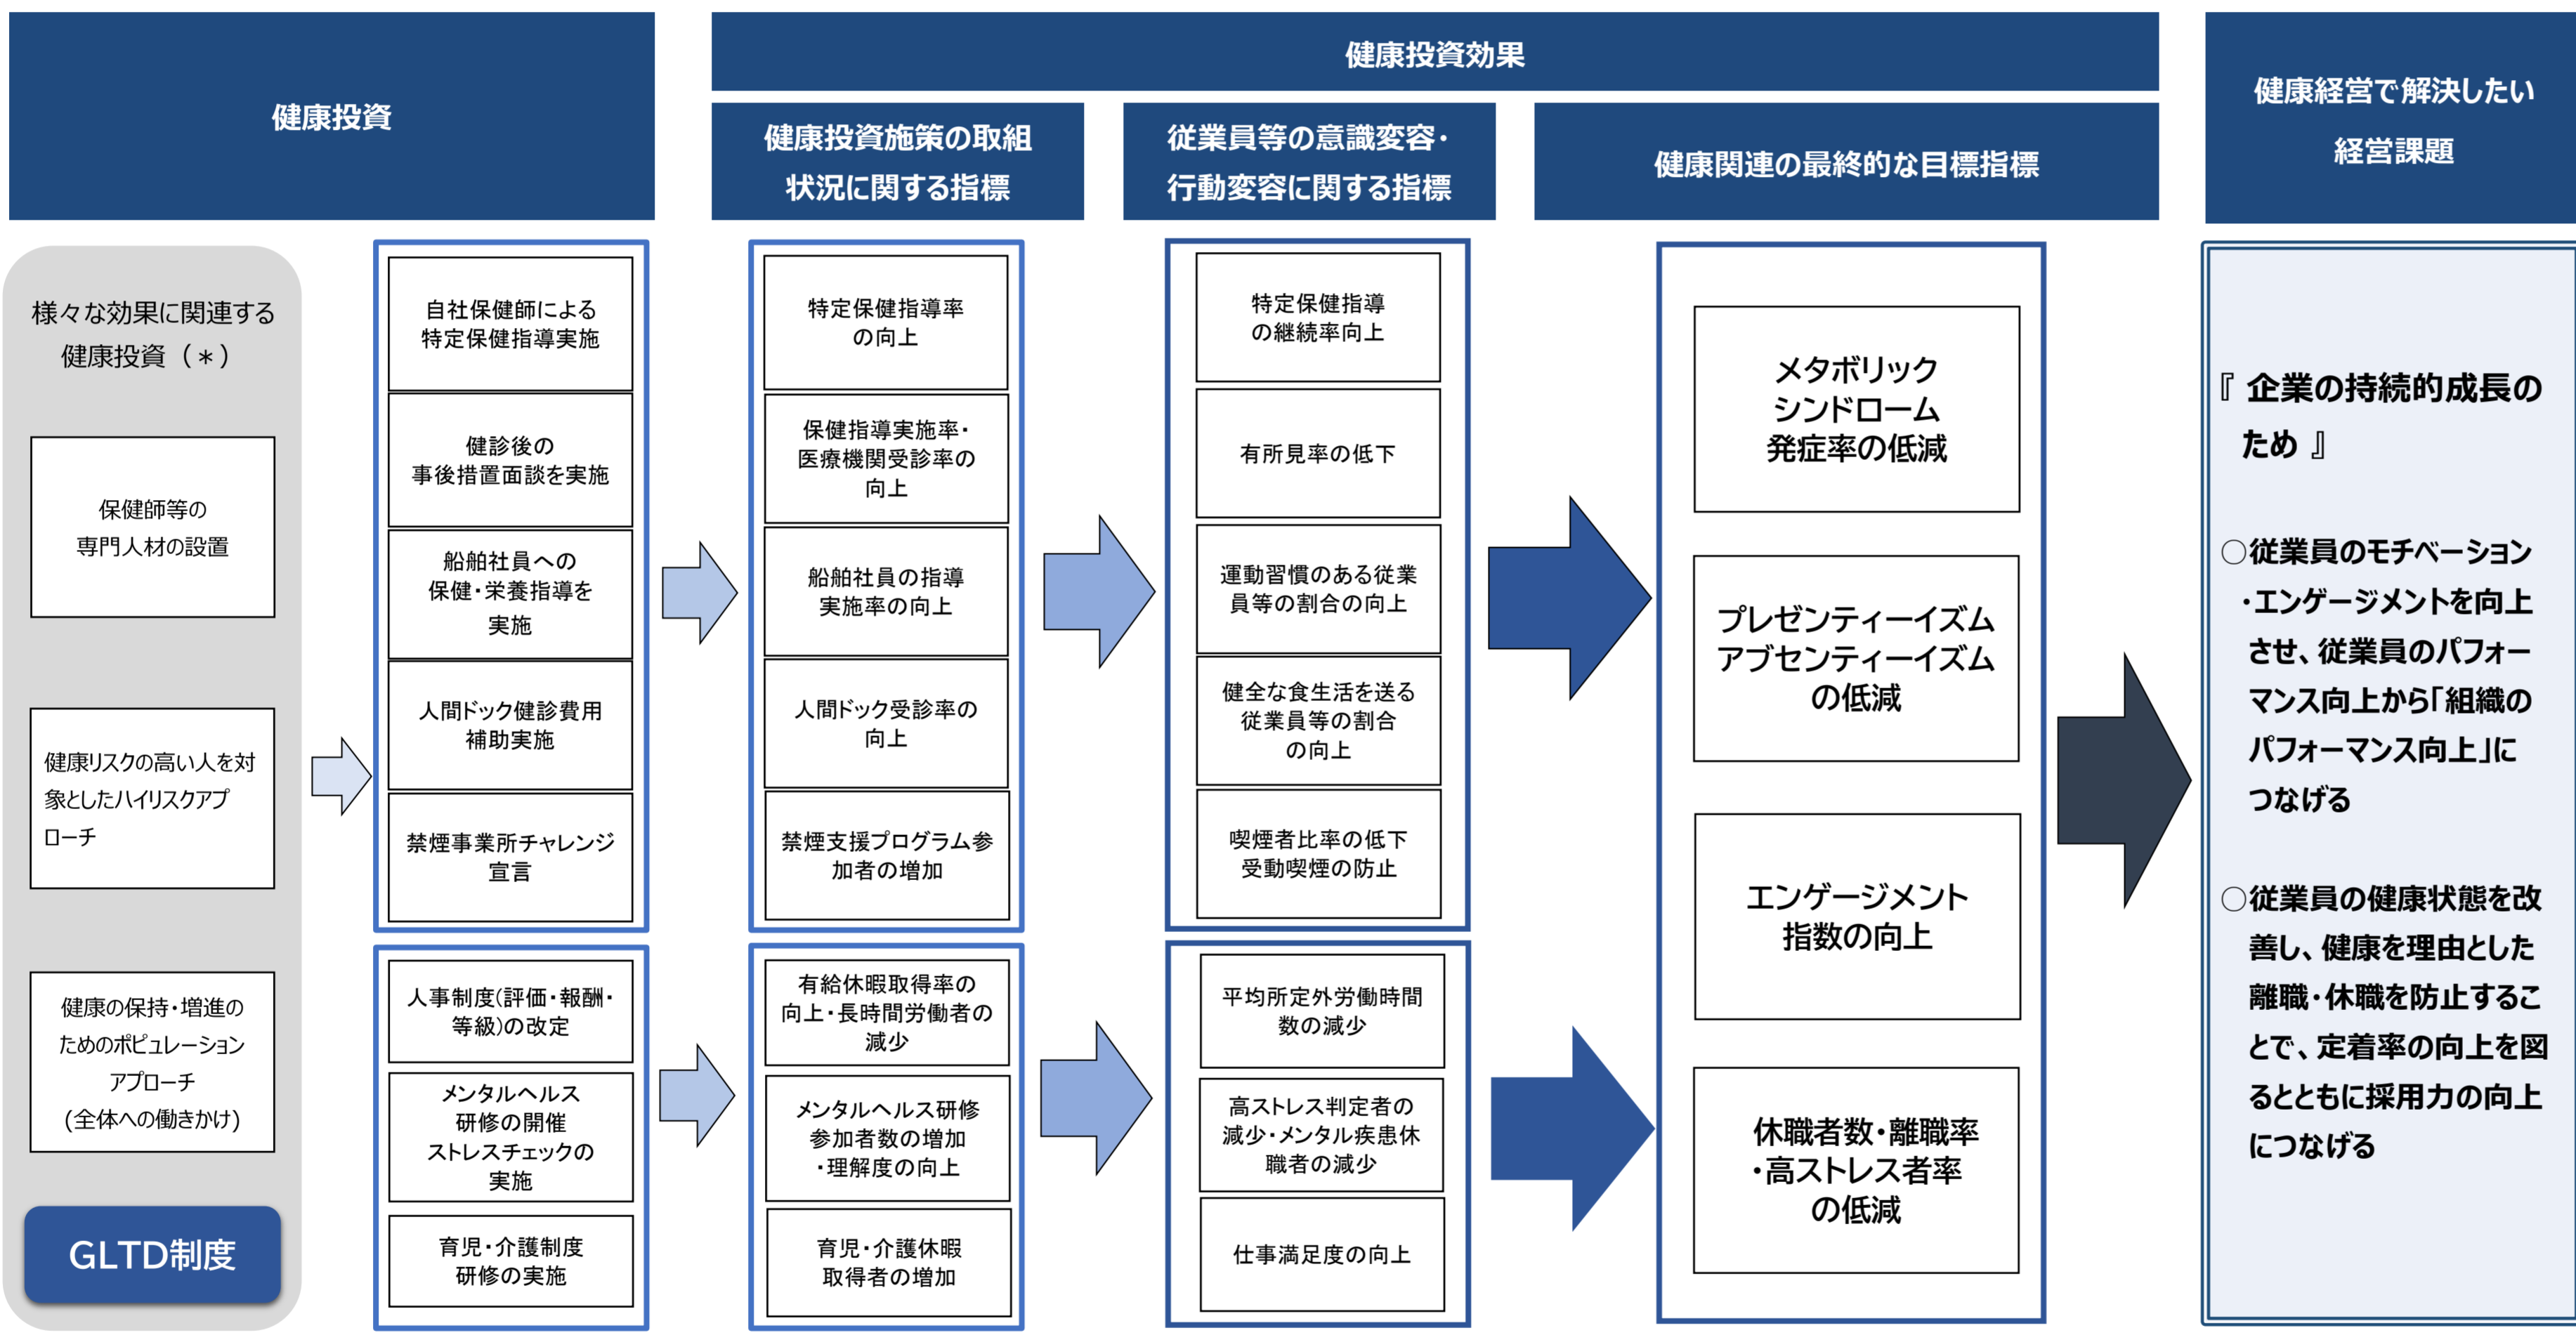 健康投資
健康投資効果
健康投資施策の取組
状況に関する指標
従業員等の意識変容・
行動変容に関する指標
健康関連の最終的な目標指標
健康経営で解決したい
経営課題
様々な効果に関連する
健康投資（＊）
保健師等の
専門人材の設置
健康リスクの高い人を対
象としたハイリスクアプ
ローチ
健康の保持・増進の
ためのポピュレーション
アプローチ
(全体への働きかけ)
GLTD制度
自社保健師による
特定保健指導実施
健診後の
事後措置面談を実施
船舶社員への
保健・栄養指導を
実施
人間ドック健診費用
補助実施
禁煙事業所チャレンジ
宣言
人事制度(評価・報酬・
等級)の改定
メンタルヘルス
研修の開催
ストレスチェックの
実施
育児・介護制度
研修の実施
特定保健指導率
の向上
保健指導実施率・
医療機関受診率の
向上
船舶社員の指導
実施率の向上
人間ドック受診率の
向上
禁煙支援プログラム参
加者の増加
有給休暇取得率の
向上・長時間労働者の
減少
メンタルヘルス研修
参加者数の増加
・理解度の向上
育児・介護休暇
取得者の増加
特定保健指導
の継続率向上
有所見率の低下
運動習慣のある従業
員等の割合の向上
健全な食生活を送る
従業員等の割合
の向上
喫煙者比率の低下
受動喫煙の防止
平均所定外労働時間
数の減少
高ストレス判定者の
減少・メンタル疾患休
職者の減少
仕事満足度の向上
メタボリック
シンドローム
発症率の低減
プレゼンティーイズム
アブセンティーイズム
の低減
エンゲージメント
指数の向上
休職者数・離職率
・高ストレス者率
の低減
『 企業の持続的成長の
ため 』
○従業員のモチベーション
・エンゲージメントを向上
させ、従業員のパフォー
マンス向上から「組織の
パフォーマンス向上」に
つなげる
○従業員の健康状態を改
善し、健康を理由とした
離職・休職を防止するこ
とで、定着率の向上を図
るとともに採用力の向上
につなげる